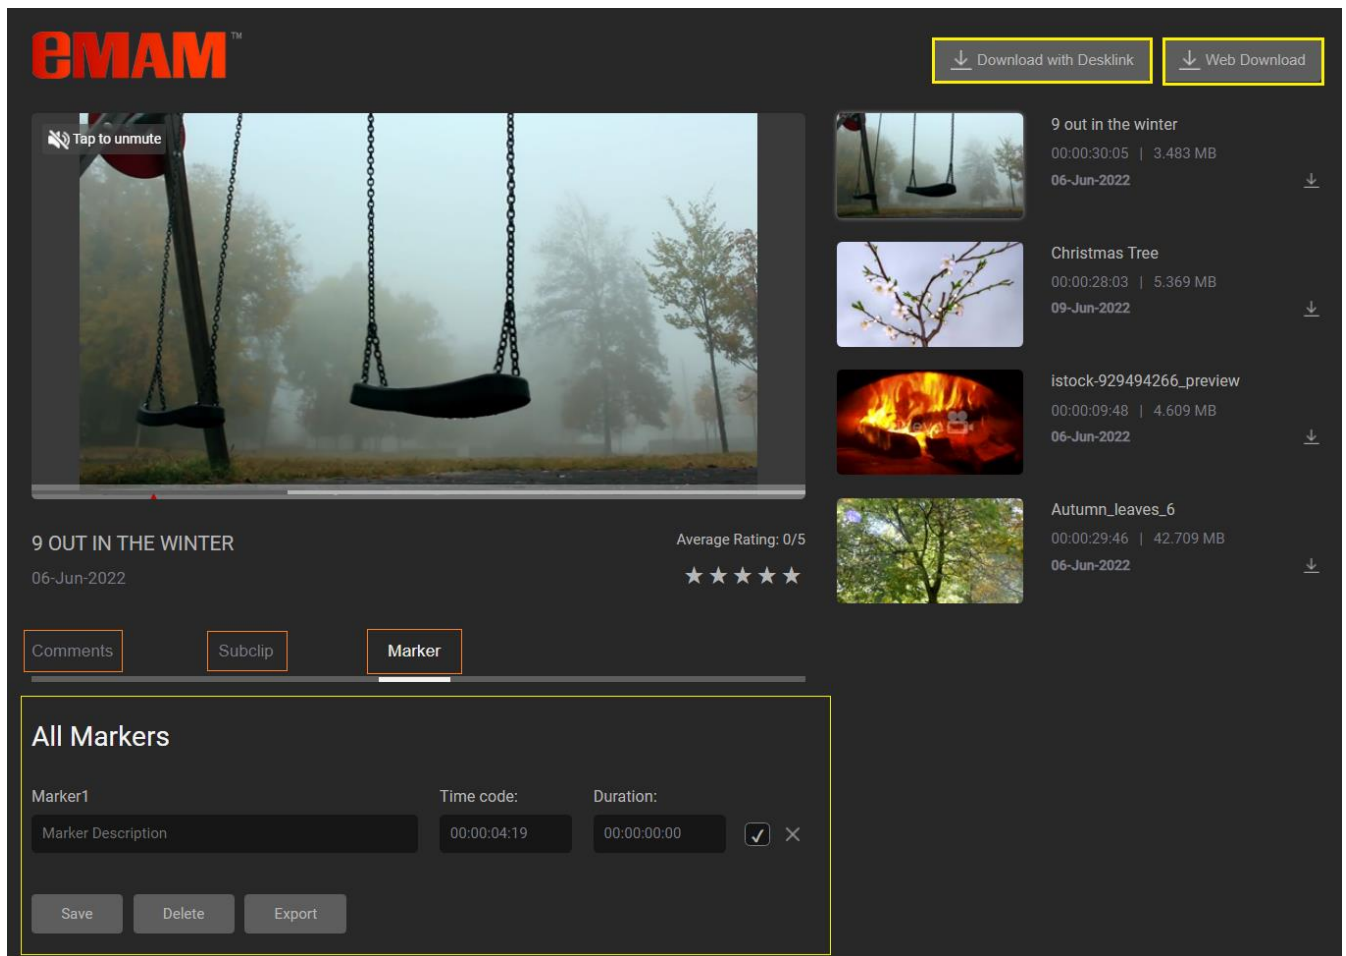 eMAM™
Download with Desklink
Web Download
Tap to unmute
9 out in the winter
00:00:30:05 | 3.483 MB
06-Jun-2022
Christmas Tree
00:00:28:03 | 5.369 MB
09-Jun-2022
istock-929494266_preview
00:00:09:48 | 4.609 MB
06-Jun-2022
Autumn_leaves_6
00:00:29:46 | 42.709 MB
06-Jun-2022
9 OUT IN THE WINTER
Average Rating: 0/5
06-Jun-2022
Comments
Subclip
Marker
All Markers
Marker1
Time code:
Duration:
Marker Description
00:00:04:19
00:00:00:00
Save
Delete
Export